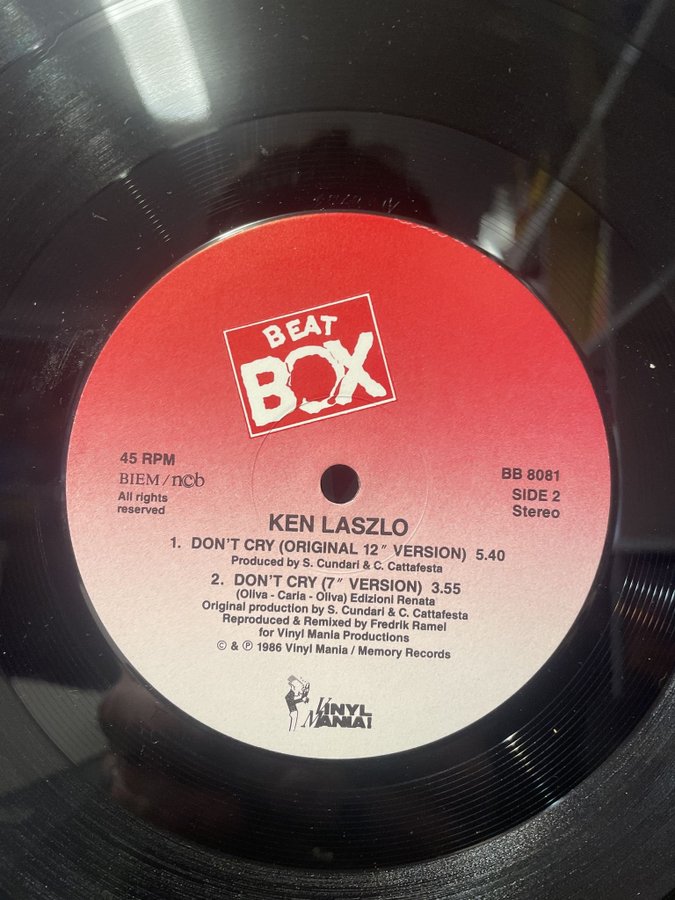 BEAT
BOX
45 RPM
BIEM/ncb
All rights
reserved
BB 8081
SIDE 2
Stereo
KEN LASZLO
1. DON'T CRY (ORIGINAL 12" VERSION) 5.40
Produced by S. Cundari & C. Cattafesta
2. DON'T CRY (7" VERSION) 3.55
(Oliva - Caria - Oliva) Edizioni Renata
Original production by S. Cundari & C. Cattafesta
Reproduced & Remixed by Fredrik Ramel
for Vinyl Mania Productions
© & ℗ 1986 Vinyl Mania / Memory Records
VINYL
MANIA!